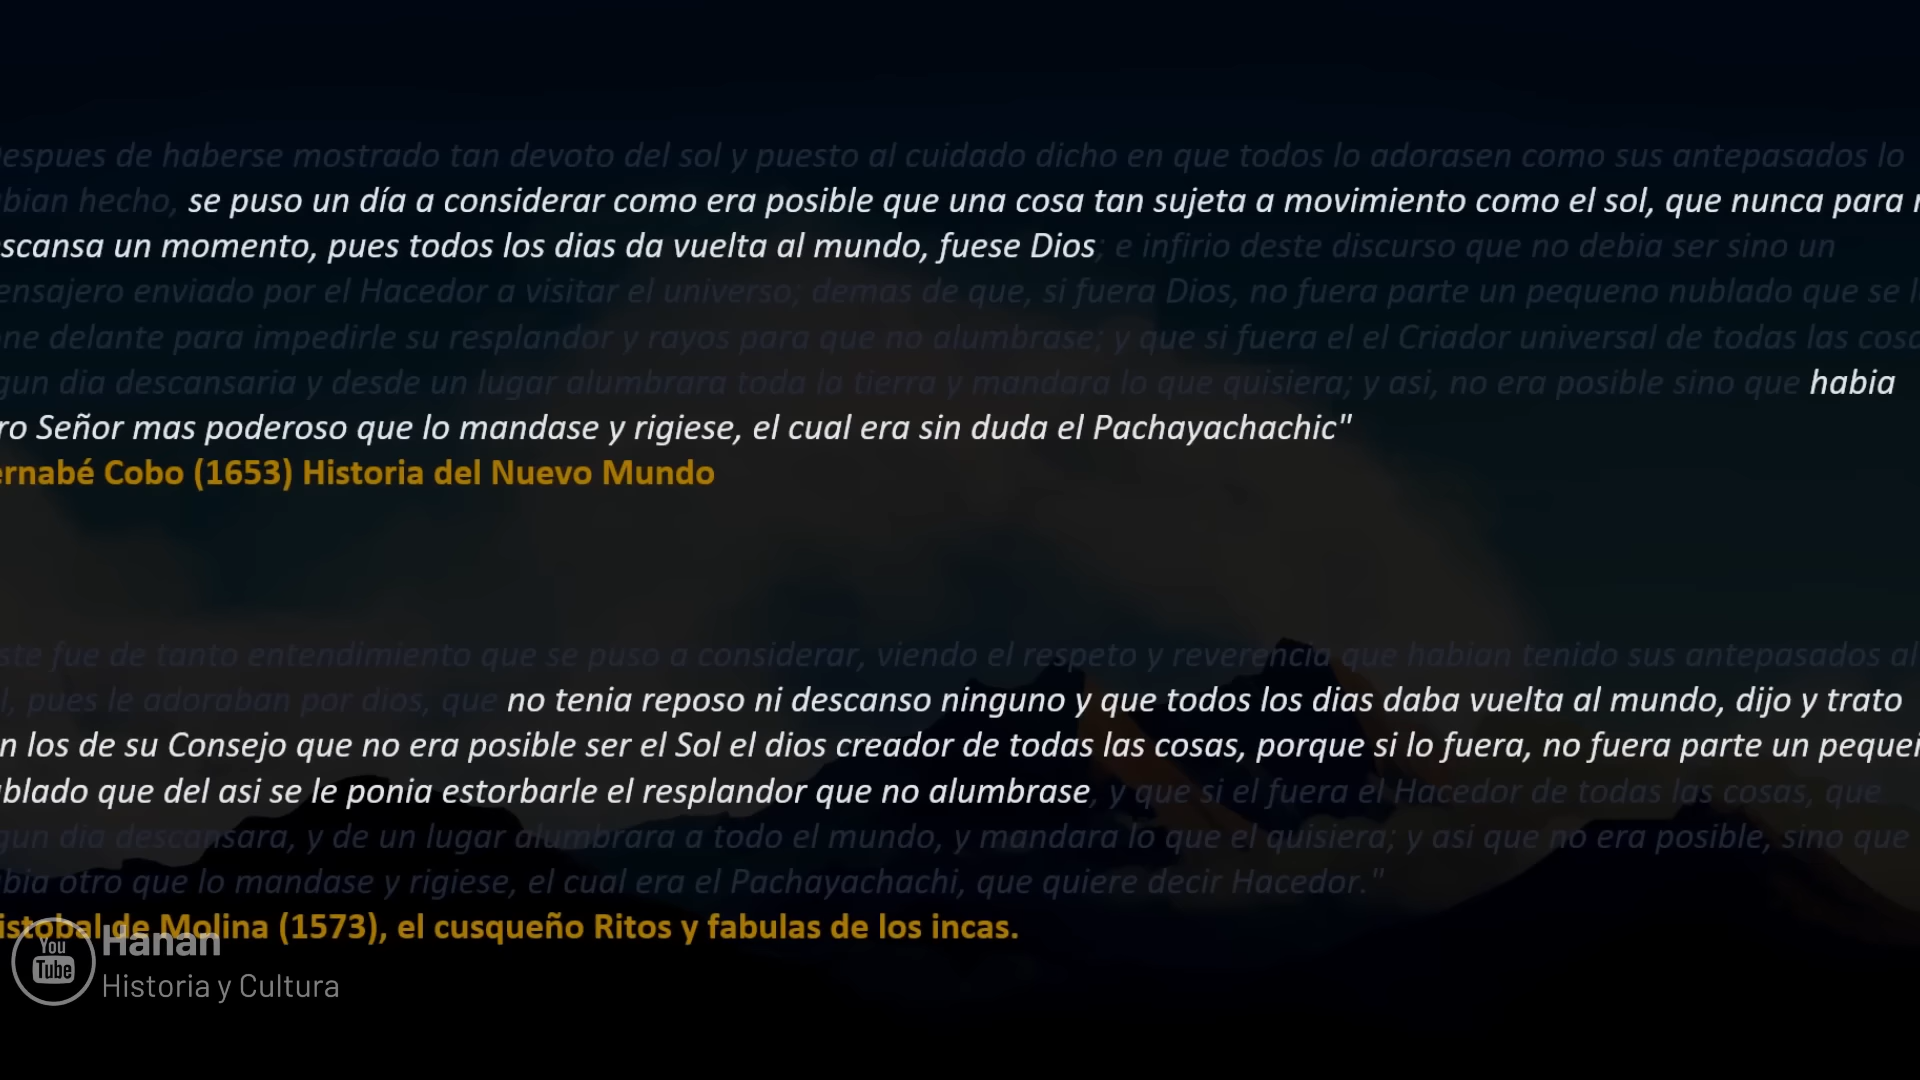 espues de haberse mostrado tan devoto del sol y puesto al cuidado dicho en que todos lo adorasen como sus antepasados lo
bian hecho, se puso un día a considerar como era posible que una cosa tan sujeta a movimiento como el sol, que nunca para
scansa un momento, pues todos los dias da vuelta al mundo, fuese Dios; e infirio deste discurso que no debia ser sino un
ensajero enviado por el Hacedor a visitar el universo; demas de que, si fuera Dios, no fuera parte un pequeno nublado que se l
ne delante para impedirle su resplandor y rayos para que no alumbrase; y que si fuera el el Criador universal de todas las cosa
gun dia descansaria y desde un lugar alumbrara toda la tierra y mandara lo que quisiera; y asi, no era posible sino que habia
ro Señor mas poderoso que lo mandase y rigiese, el cual era sin duda el Pachayachachic"
ernabé Cobo (1653) Historia del Nuevo Mundo
ste fue de tanto entendimiento que se puso a considerar, viendo el respeto y reverencia que habian tenido sus antepasados al
l, pues le adoraban por dios, que no tenia reposo ni descanso ninguno y que todos los dias daba vuelta al mundo, dijo y trato
n los de su Consejo que no era posible ser el Sol el dios creador de todas las cosas, porque si lo fuera, no fuera parte un peque
blado que del asi se le ponia estorbarle el resplandor que no alumbrase, y que si el fuera el Hacedor de todas las cosas, que
gun dia descansara, y de un lugar alumbrara a todo el mundo, y mandara lo que el quisiera; y asi que no era posible, sino que
bia otro que lo mandase y rigiese, el cual era el Pachayachachi, que quiere decir Hacedor."
istobal de Molina (1573), el cusqueño Ritos y fabulas de los incas.
You Tube Hanan
Historia y Cultura